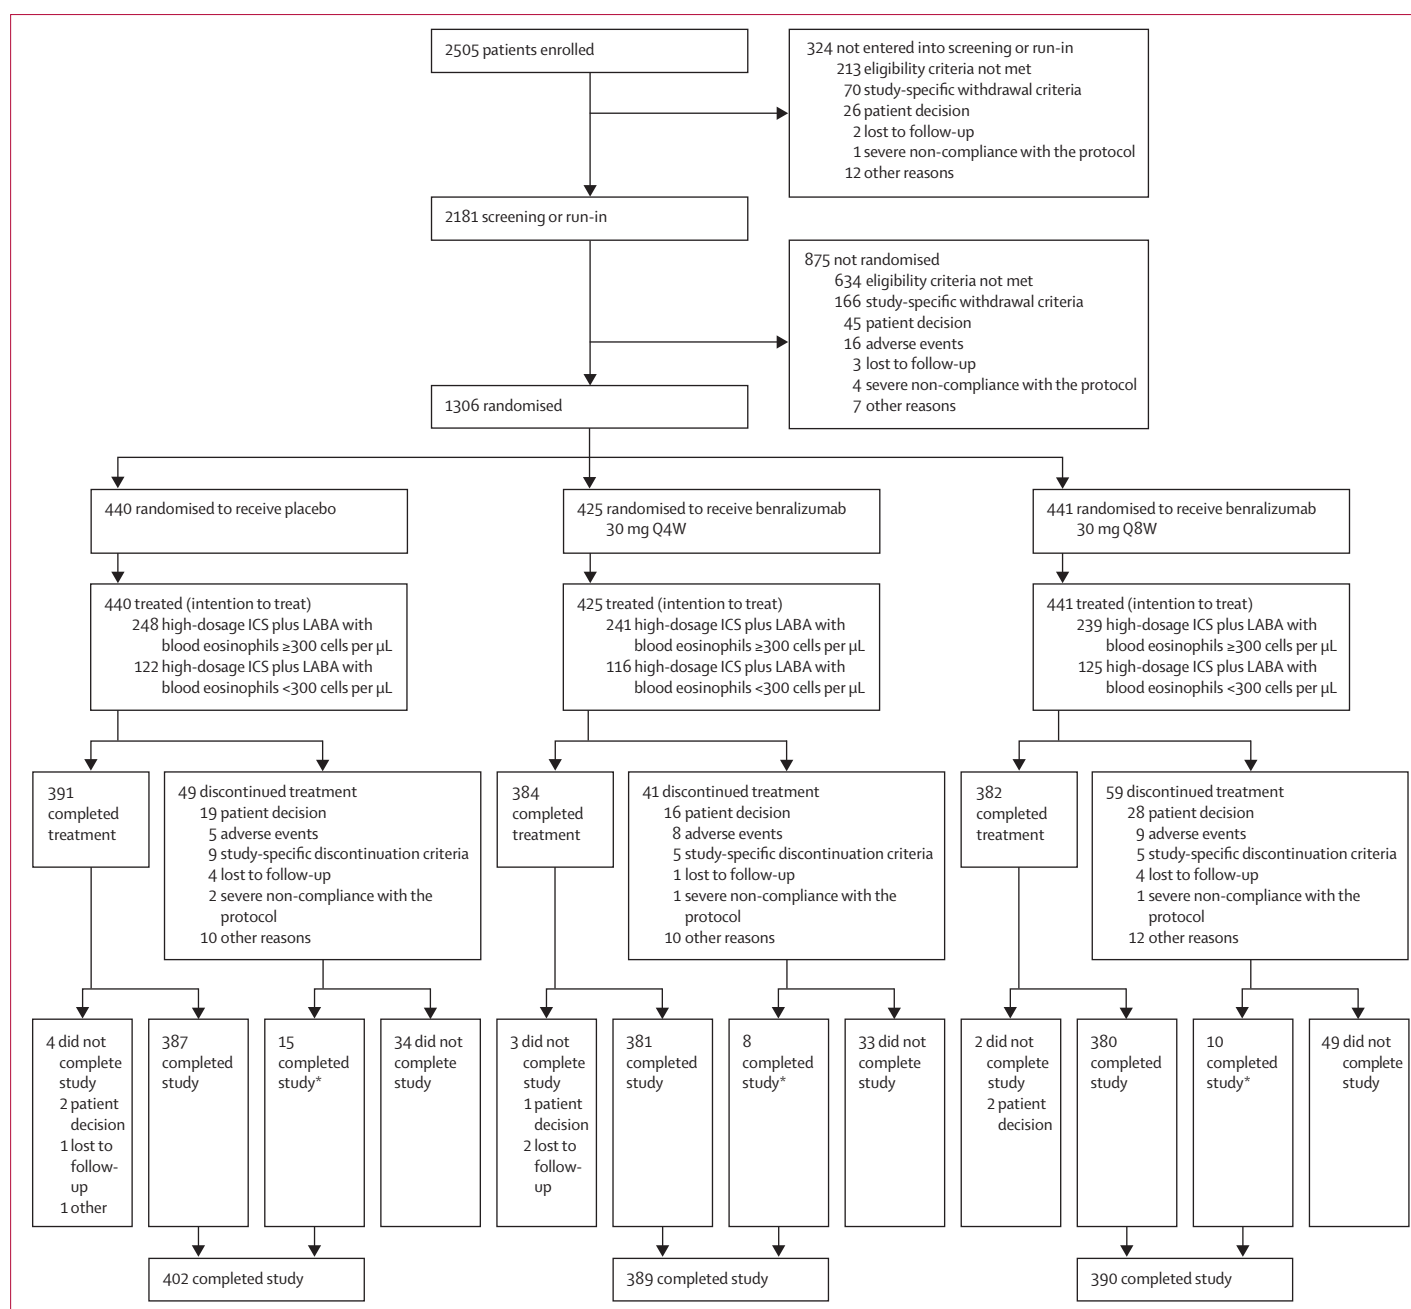 2505 patients enrolled
324 not entered into screening or run-in
213 eligibility criteria not met
70 study-specific withdrawal criteria
26 patient decision
2 lost to follow-up
1 severe non-compliance with the protocol
12 other reasons
2181 screening or run-in
875 not randomised
634 eligibility criteria not met
166 study-specific withdrawal criteria
45 patient decision
16 adverse events
3 lost to follow-up
4 severe non-compliance with the protocol
7 other reasons
1306 randomised
440 randomised to receive placebo
425 randomised to receive benralizumab
30 mg Q4W
441 randomised to receive benralizumab
30 mg Q8W
440 treated (intention to treat)
248 high-dosage ICS plus LABA with
blood eosinophils ≥300 cells per µL
122 high-dosage ICS plus LABA with
blood eosinophils <300 cells per µL
425 treated (intention to treat)
241 high-dosage ICS plus LABA with
blood eosinophils ≥300 cells per µL
116 high-dosage ICS plus LABA with
blood eosinophils <300 cells per µL
441 treated (intention to treat)
239 high-dosage ICS plus LABA with
blood eosinophils ≥300 cells per µL
125 high-dosage ICS plus LABA with
blood eosinophils <300 cells per µL
391
completed
treatment
49 discontinued treatment
19 patient decision
5 adverse events
9 study-specific discontinuation criteria
4 lost to follow-up
2 severe non-compliance with the
protocol
10 other reasons
384
completed
treatment
41 discontinued treatment
16 patient decision
8 adverse events
5 study-specific discontinuation criteria
1 lost to follow-up
1 severe non-compliance with the
protocol
10 other reasons
382
completed
treatment
59 discontinued treatment
28 patient decision
9 adverse events
5 study-specific discontinuation criteria
4 lost to follow-up
1 severe non-compliance with the
protocol
12 other reasons
4 did not
complete
study
2 patient
decision
1 lost to
follow-
up
1 other
387
completed
study
15
completed
study*
34 did not
complete
study
3 did not
complete
study
1 patient
decision
2 lost to
follow-
up
381
completed
study
8
completed
study*
33 did not
complete
study
2 did not
complete
study
2 patient
decision
380
completed
study
10
completed
study*
49 did not
complete
study
402 completed study
389 completed study
390 completed study